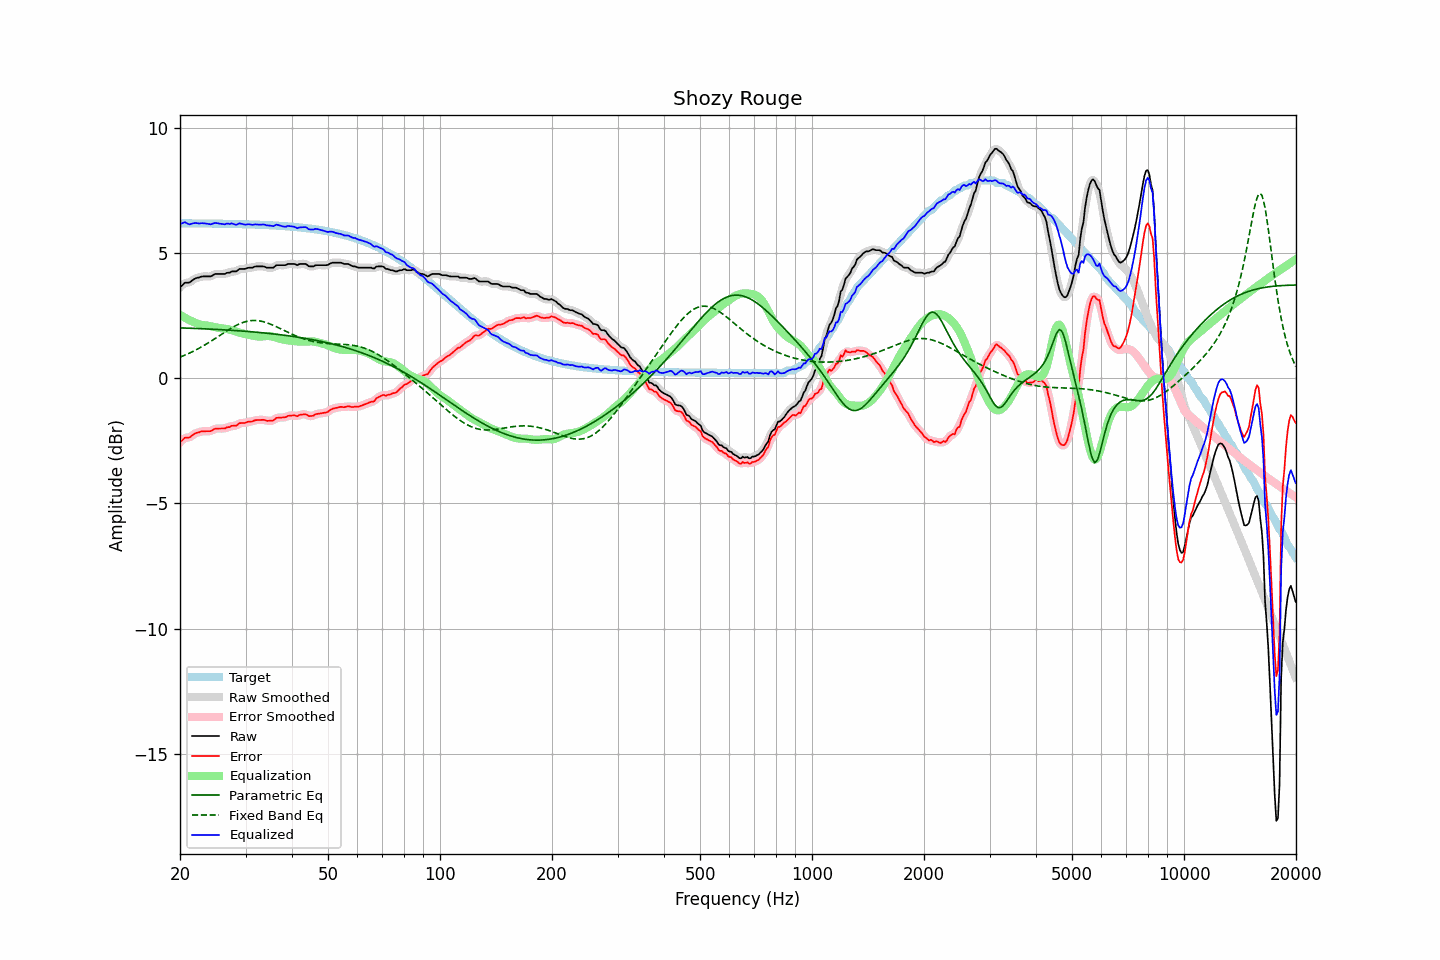 Shozy Rouge
Amplitude (dBr)
10
5
0
−5
−10
−15
Target
Raw Smoothed
Error Smoothed
Raw
Error
Equalization
Parametric Eq
Fixed Band Eq
Equalized
20 50 100 200 500 1000 2000 5000 10000 20000
Frequency (Hz)